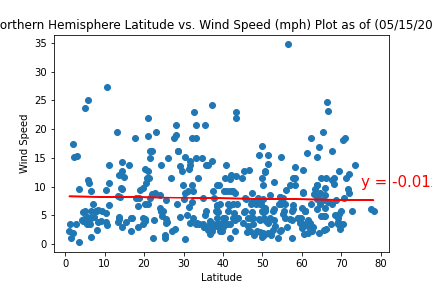 orthern Hemisphere Latitude vs. Wind Speed (mph) Plot as of (05/15/20
35
30
25
20
15
10
5
0
Wind Speed
y = -0.01
0 10 20 30 40 50 60 70 80
Latitude